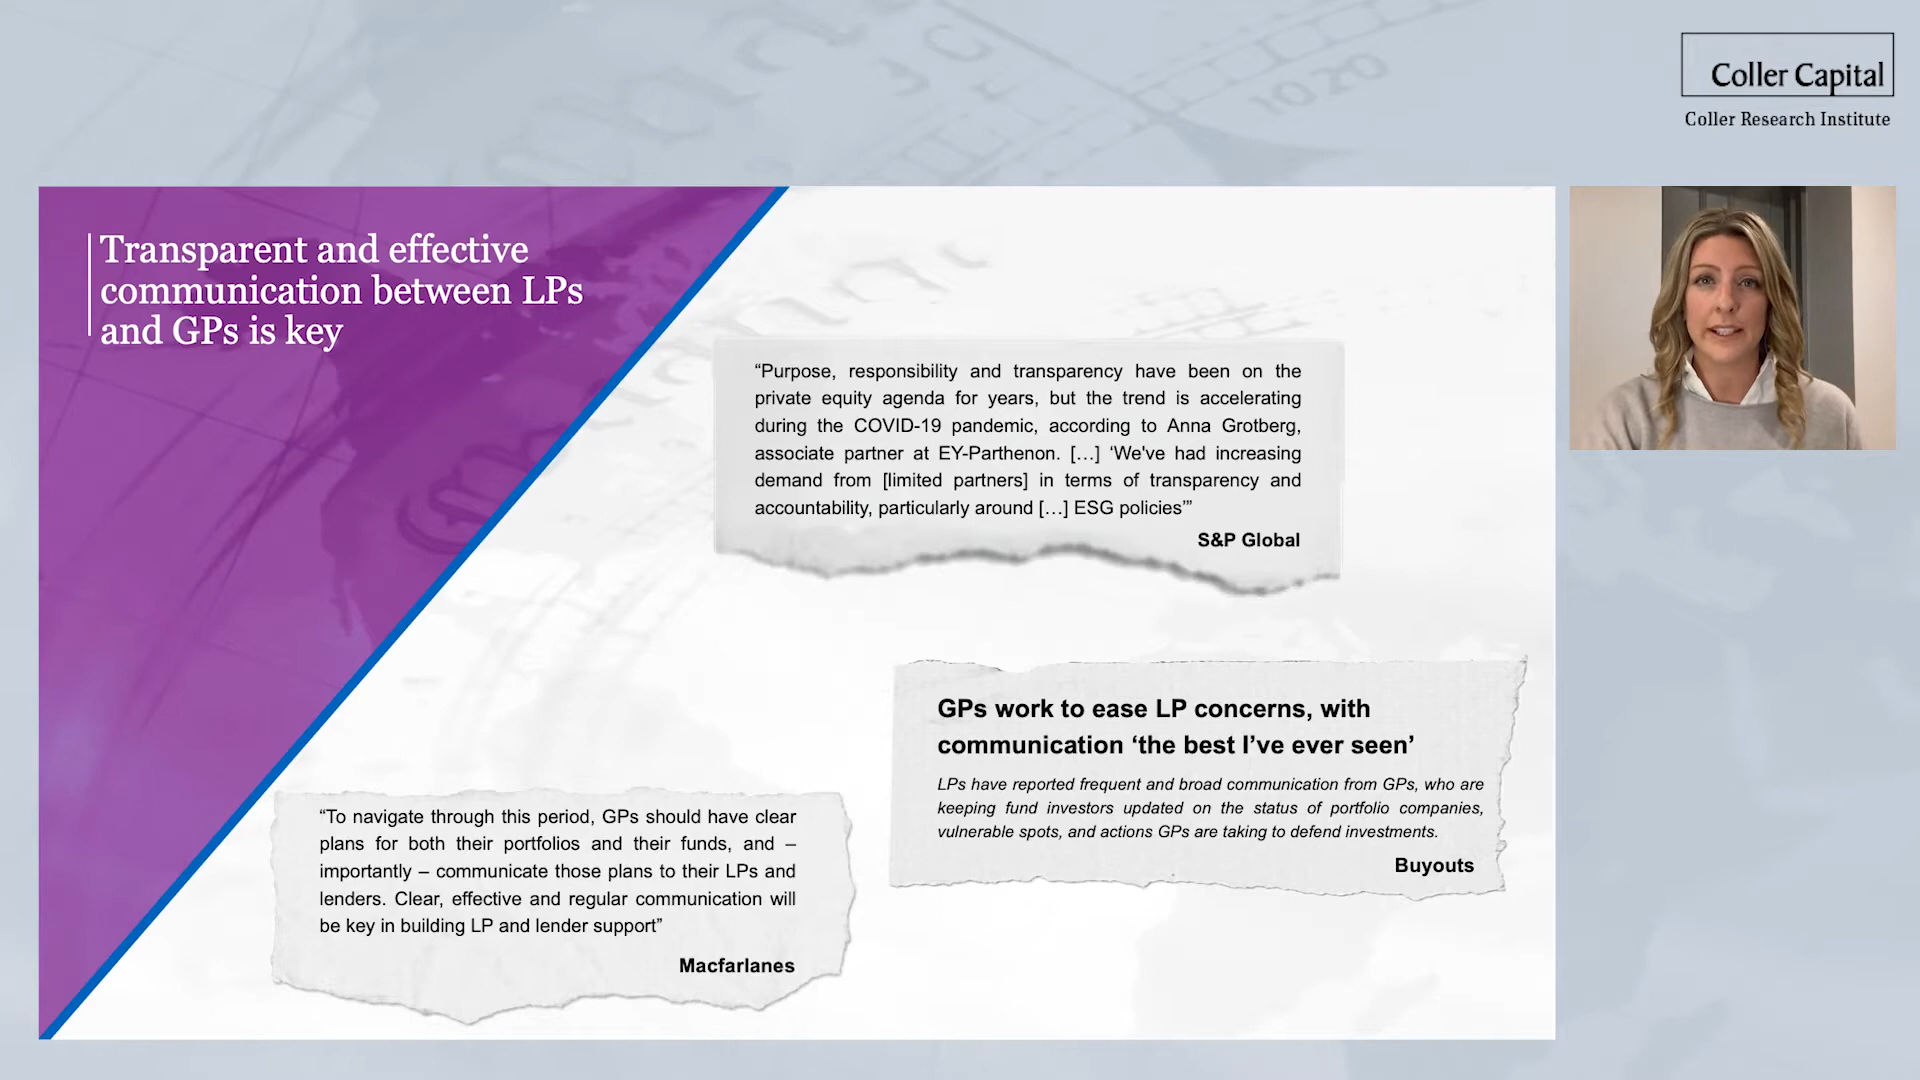 Coller Capital
Coller Research Institute
1020
Transparent and effective
communication between LPs
and GPs is key
“Purpose, responsibility and transparency have been on the
private equity agenda for years, but the trend is accelerating
during the COVID-19 pandemic, according to Anna Grotberg,
associate partner at EY-Parthenon. […] ‘We've had increasing
demand from [limited partners] in terms of transparency and
accountability, particularly around […] ESG policies’”
S&P Global
GPs work to ease LP concerns, with
communication ‘the best I’ve ever seen’
LPs have reported frequent and broad communication from GPs, who are
keeping fund investors updated on the status of portfolio companies,
vulnerable spots, and actions GPs are taking to defend investments.
Buyouts
“To navigate through this period, GPs should have clear
plans for both their portfolios and their funds, and –
importantly – communicate those plans to their LPs and
lenders. Clear, effective and regular communication will
be key in building LP and lender support”
Macfarlanes